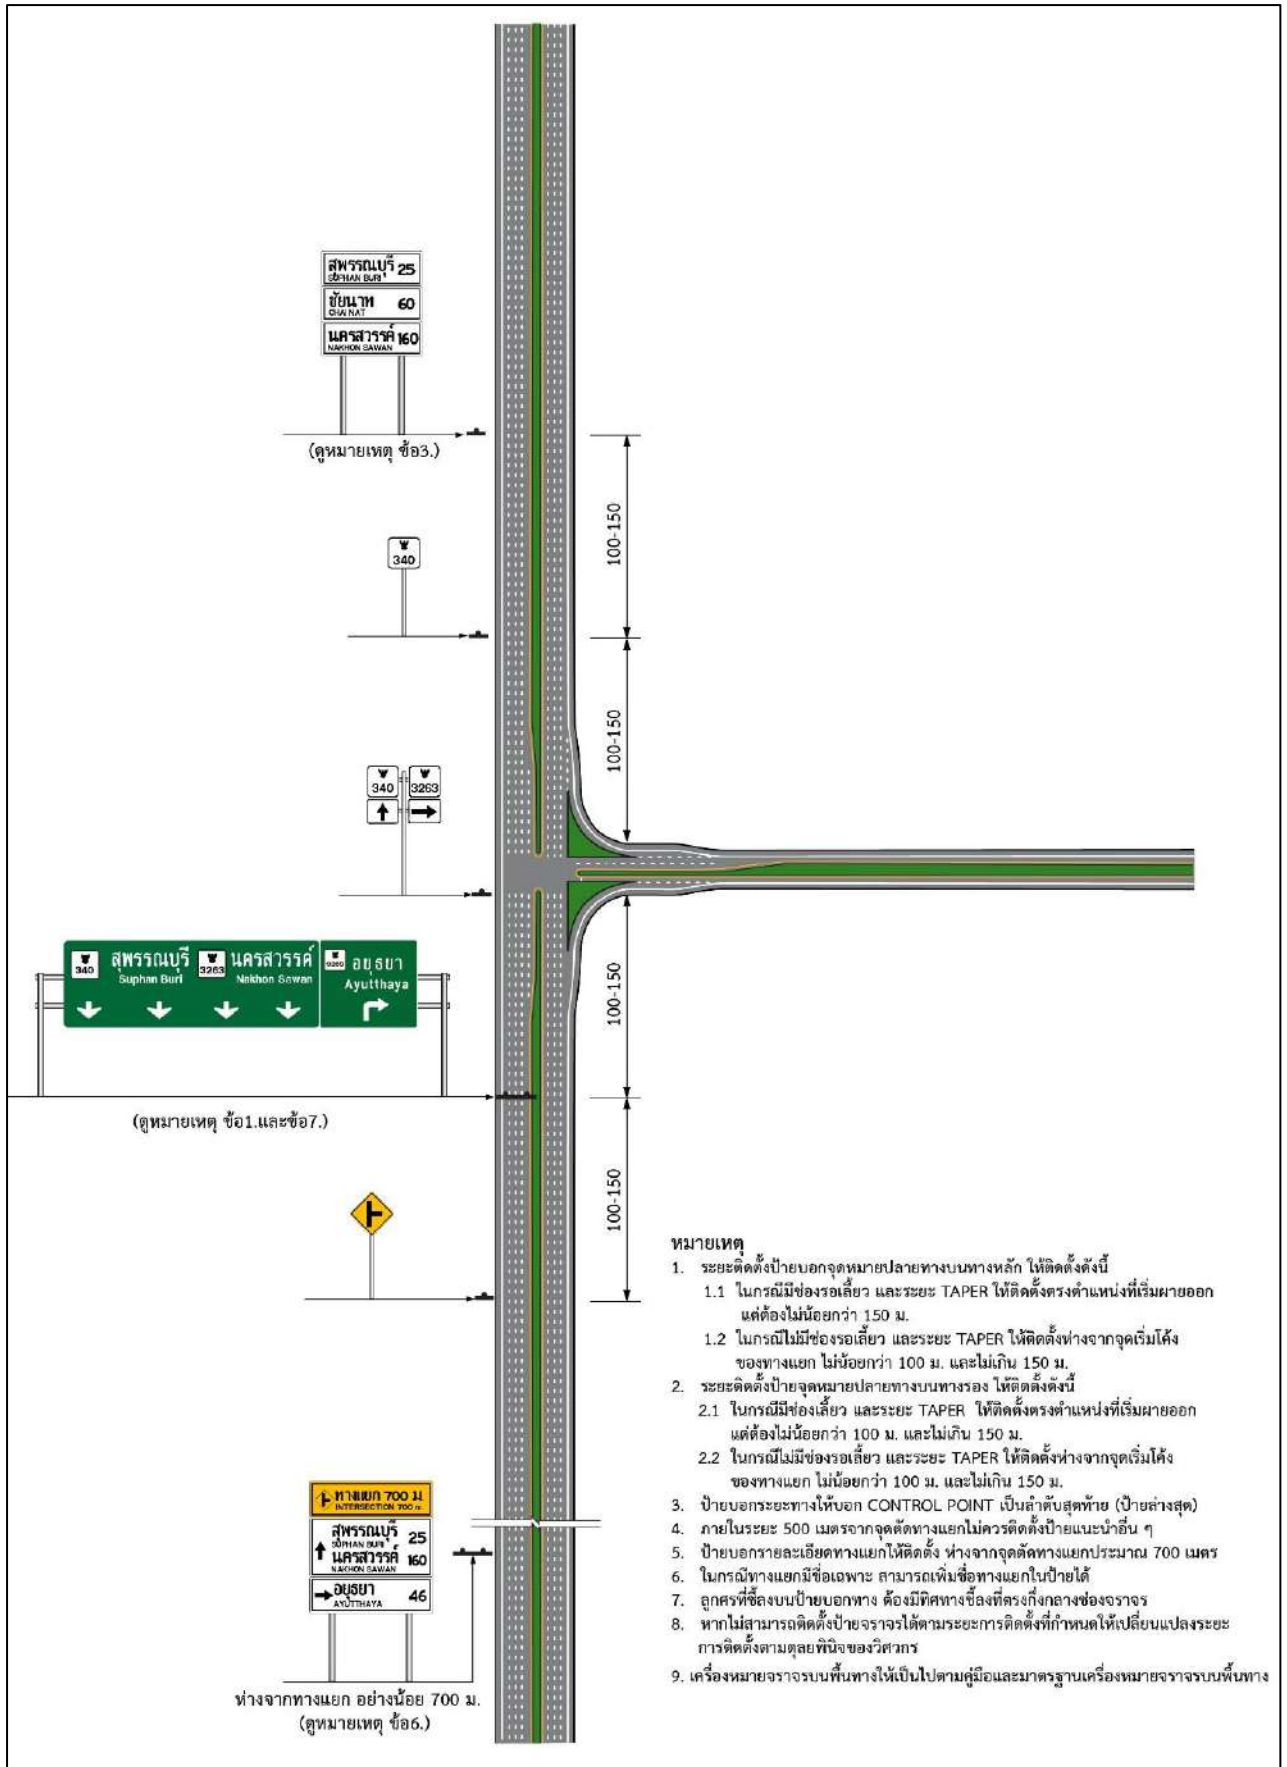 สุพรรณบุรี 25
SUPHAN BURI
ชัยนาท 60
CHAI NAT
นครสวรรค์ 160
NAKHON SAWAN
(ดูหมายเหตุ ข้อ3.)
100-150
340
100-150
340 3263
สุพรรณบุรี นครสวรรค์ อยุธยา
340 3263
Suphan Buri Nakhon Sawan Ayutthaya
100-150
(ดูหมายเหตุ ข้อ1.และข้อ7.)
100-150
ทางแยก 700 ม.
INTERSECTION 700 m.
สุพรรณบุรี 25
SUPHAN BURI
นครสวรรค์ 160
NAKHON SAWAN
อยุธยา 46
AYUTTHAYA
ห่างจากทางแยก อย่างน้อย 700 ม.
(ดูหมายเหตุ ข้อ6.)
หมายเหตุ
1. ระยะติดตั้งป้ายบอกจุดหมายปลายทางบนทางหลัก ให้ติดตั้งดังนี้
1.1 ในกรณีมีช่องรอเลี้ยว และระยะ TAPER ให้ติดตั้งตรงตำแหน่งที่เริ่มผายออก
แต่ต้องไม่น้อยกว่า 150 ม.
1.2 ในกรณีไม่มีช่องรอเลี้ยว และระยะ TAPER ให้ติดตั้งห่างจากจุดเริ่มโค้ง
ของทางแยก ไม่น้อยกว่า 100 ม. และไม่เกิน 150 ม.
2. ระยะติดตั้งป้ายจุดหมายปลายทางบนทางรอง ให้ติดตั้งดังนี้
2.1 ในกรณีมีช่องเลี้ยว และระยะ TAPER ให้ติดตั้งตรงตำแหน่งที่เริ่มผายออก
แต่ต้องไม่น้อยกว่า 100 ม. และไม่เกิน 150 ม.
2.2 ในกรณีไม่มีช่องรอเลี้ยว และระยะ TAPER ให้ติดตั้งห่างจากจุดเริ่มโค้ง
ของทางแยก ไม่น้อยกว่า 100 ม. และไม่เกิน 150 ม.
3. ป้ายบอกระยะทางให้บอก CONTROL POINT เป็นลำดับสุดท้าย (ป้ายล่างสุด)
4. ภายในระยะ 500 เมตรจากจุดตัดทางแยกไม่ควรติดตั้งป้ายแนะนำอื่น ๆ
5. ป้ายบอกรายละเอียดทางแยกให้ติดตั้ง ห่างจากจุดตัดทางแยกประมาณ 700 เมตร
6. ในกรณีทางแยกมีชื่อเฉพาะ สามารถเพิ่มชื่อทางแยกในป้ายได้
7. ลูกศรที่ชี้ลงบนป้ายบอกทาง ต้องมีทิศทางชี้ลงที่ตรงกึ่งกลางช่องจราจร
8. หากไม่สามารถติดตั้งป้ายจราจรได้ตามระยะการติดตั้งที่กำหนดให้เปลี่ยนแปลงระยะ
การติดตั้งตามดุลยพินิจของวิศวกร
9. เครื่องหมายจราจรบนพื้นทางให้เป็นไปตามคู่มือและมาตรฐานเครื่องหมายจราจรบนพื้นทาง